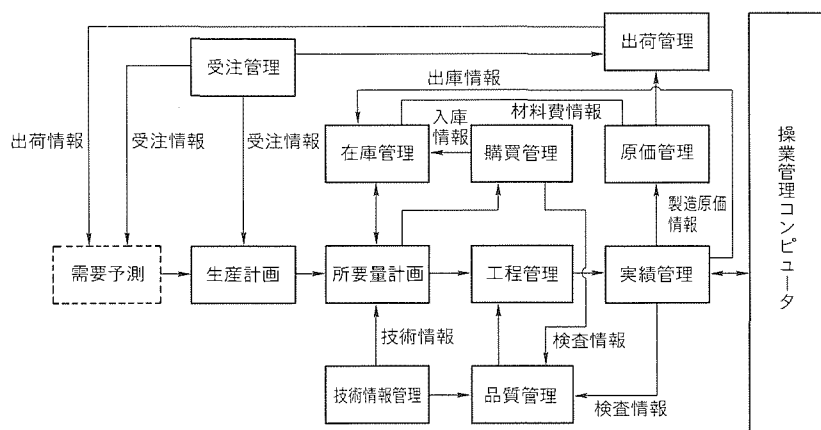 出荷管理
受注管理
出庫情報
材料費情報
入庫
情報
出荷情報
受注情報
受注情報
在庫管理
購買管理
原価管理
製造原価
情報
操業管理コンピュータ
需要予測
生産計画
所要量計画
工程管理
実績管理
技術情報
検査情報
技術情報管理
品質管理
検査情報